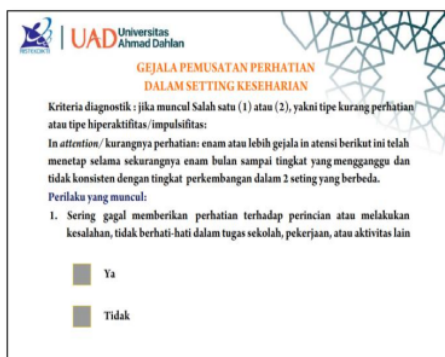 UAD Universitas
Ahmad Dahlan
GEJALA PEMUSATAN PERHATIAN
DALAM SETTING KESEHARIAN
Kriteria diagnostik : jika muncul Salah satu (1) atau (2), yakni tipe kurang perhatian
atau tipe hiperaktifitas/impulsifitas:
In attention/ kurangnya perhatian: enam atau lebih gejala in atensi berikut ini telah
menetap selama sekurangnya enam bulan sampai tingkat yang mengganggu dan
tidak konsisten dengan tingkat perkembangan dalam 2 seting yang berbeda.
Perilaku yang muncul:
1. Sering gagal memberikan perhatian terhadap perincian atau melakukan
kesalahan, tidak berhati-hati dalam tugas sekolah, pekerjaan, atau aktivitas lain
Ya
Tidak